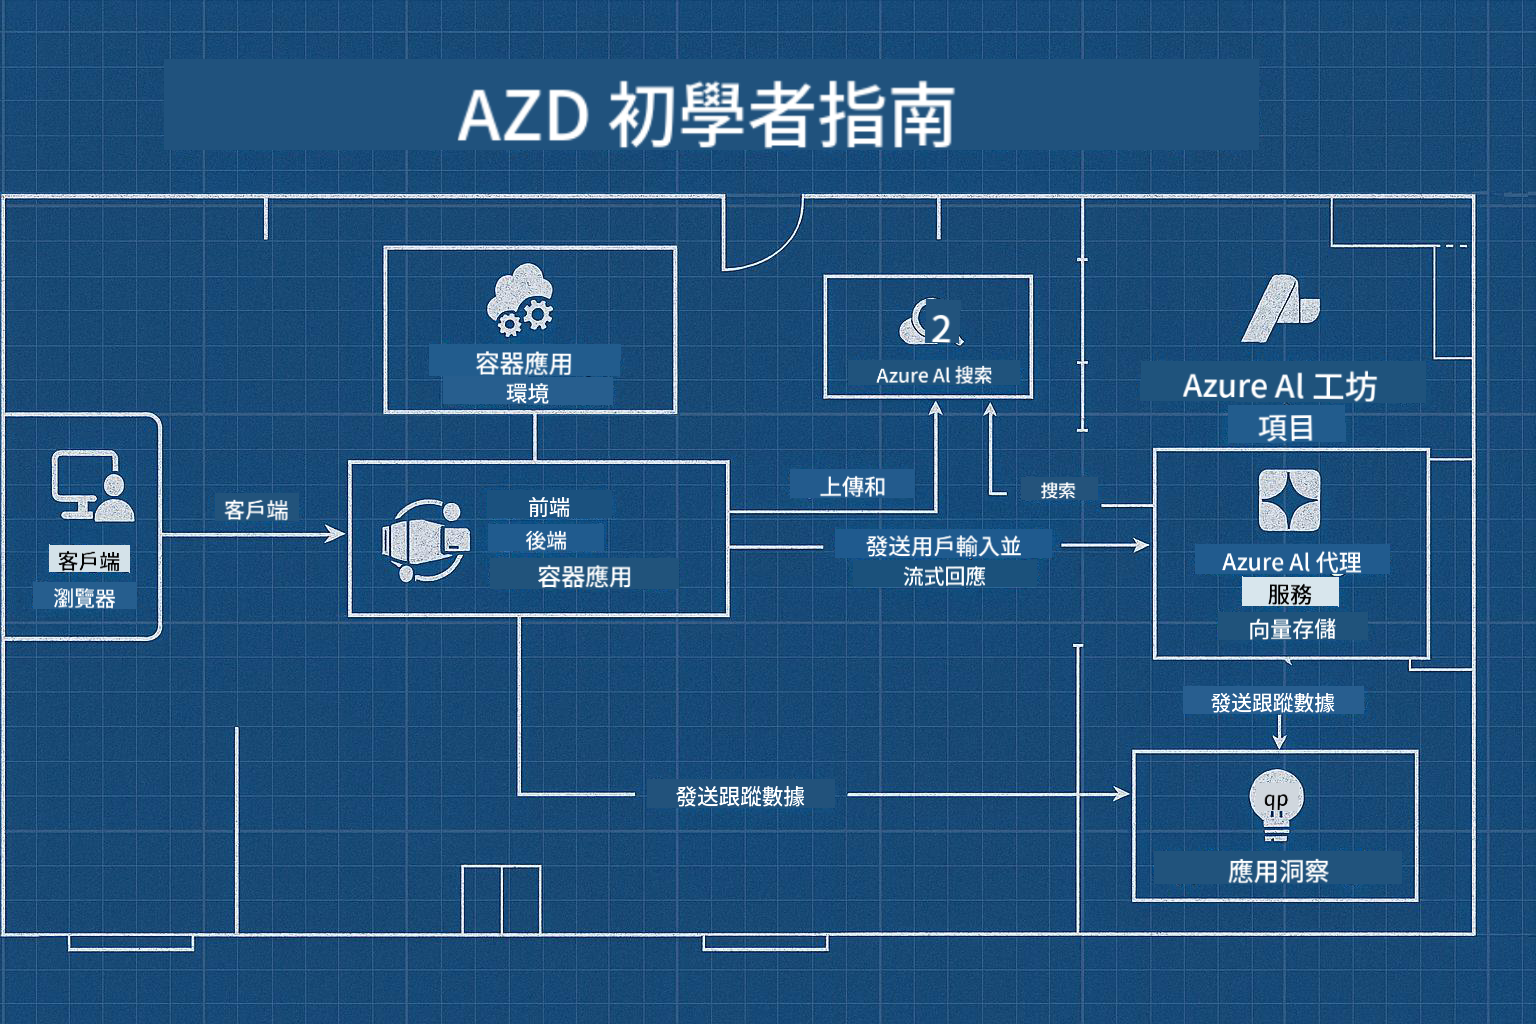 AZD 初學者指南
容器應用
環境
2
Azure Al 搜索
Azure Al 工坊
項目
客戶端
瀏覽器
客戶端
前端
後端
容器應用
上傳和
搜索
發送用戶輸入並
流式回應
Azure Al 代理
服務
向量存儲
發送跟蹤數據
發送跟蹤數據
qp
應用洞察